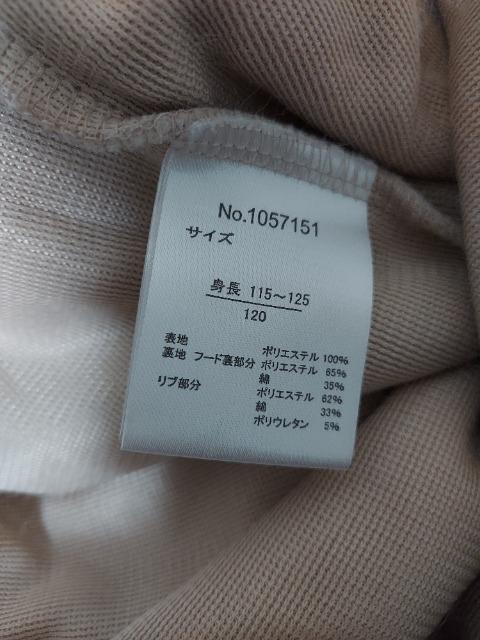 No.1057151
サイズ
身長 115〜125
120
表地 ポリエステル 100%
裏地 フード裏部分 ポリエステル 65%
綿 35%
リブ部分 ポリエステル 62%
綿 33%
ポリウレタン 5%